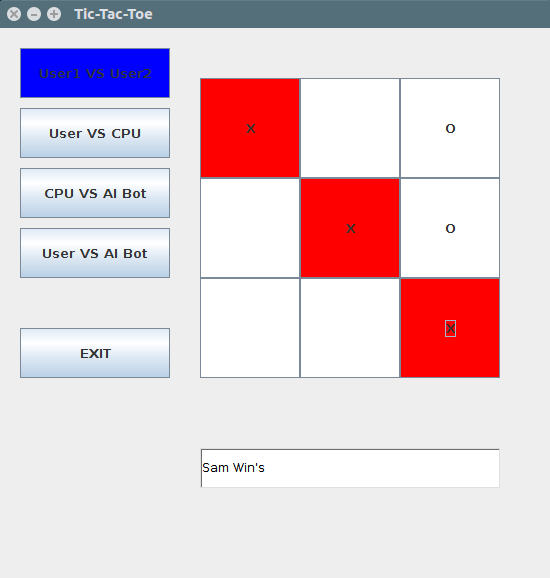 Tic-Tac-Toe
User1 VS User2
User VS CPU
CPU VS AI Bot
User VS AI Bot
EXIT
X O
X O
X
Sam Win's